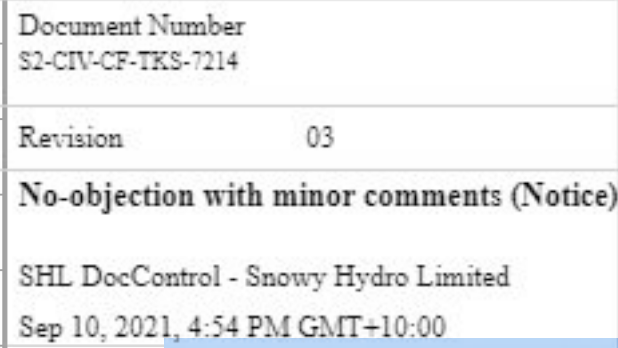 Document Number
S2-CIV-CF-TKS-7214
Revision 03
No-objection with minor comments (Notice)
SHL DocControl - Snowy Hydro Limited
Sep 10, 2021, 4:54 PM GMT+10:00